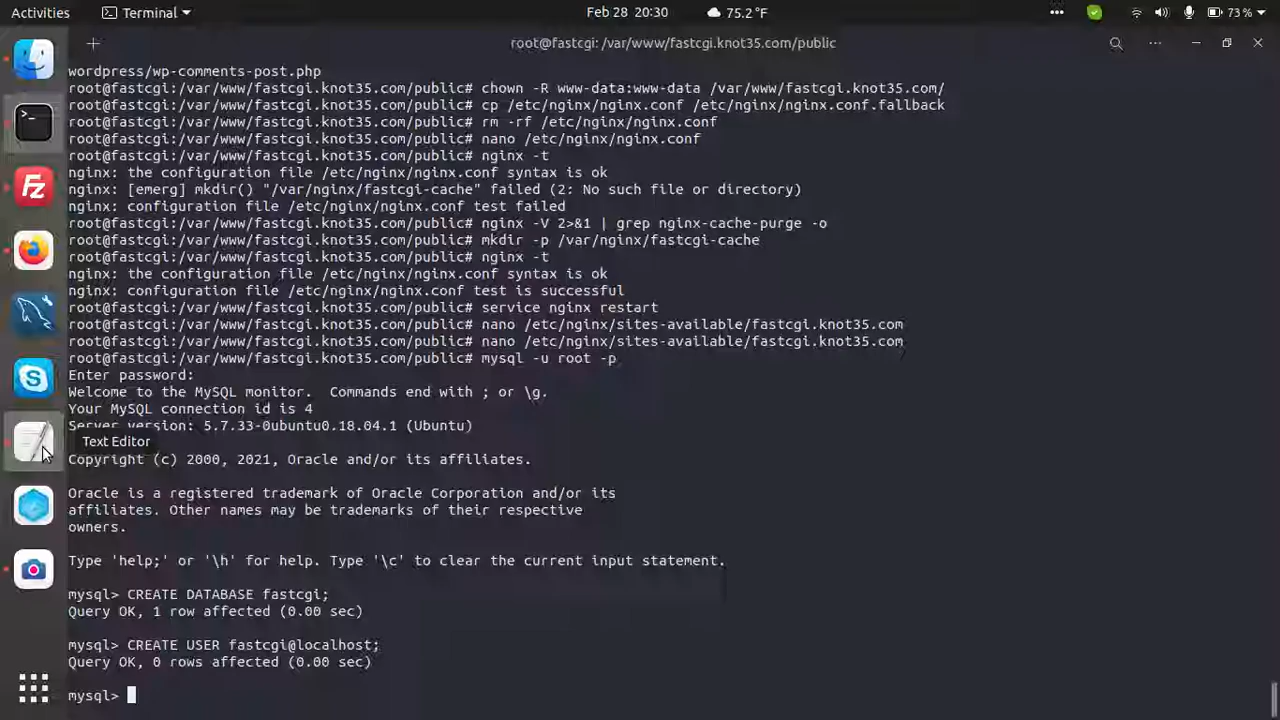 Activities
Terminal
Feb 28 20:30
75.2 °F
73 %
root@fastcgi: /var/www/fastcgi.knot35.com/public
wordpress/wp-comments-post.php
root@fastcgi:/var/www/fastcgi.knot35.com/public# chown -R www-data:www-data /var/www/fastcgi.knot35.com/
root@fastcgi:/var/www/fastcgi.knot35.com/public# cp /etc/nginx/nginx.conf /etc/nginx/nginx.conf.fallback
root@fastcgi:/var/www/fastcgi.knot35.com/public# rm -rf /etc/nginx/nginx.conf
root@fastcgi:/var/www/fastcgi.knot35.com/public# nano /etc/nginx/nginx.conf
root@fastcgi:/var/www/fastcgi.knot35.com/public# nginx -t
nginx: the configuration file /etc/nginx/nginx.conf syntax is ok
nginx: [emerg] mkdir() "/var/nginx/fastcgi-cache" failed (2: No such file or directory)
nginx: configuration file /etc/nginx/nginx.conf test failed
root@fastcgi:/var/www/fastcgi.knot35.com/public# nginx -V 2>&1 | grep nginx-cache-purge -o
root@fastcgi:/var/www/fastcgi.knot35.com/public# mkdir -p /var/nginx/fastcgi-cache
root@fastcgi:/var/www/fastcgi.knot35.com/public# nginx -t
nginx: the configuration file /etc/nginx/nginx.conf syntax is ok
nginx: configuration file /etc/nginx/nginx.conf test is successful
root@fastcgi:/var/www/fastcgi.knot35.com/public# service nginx restart
root@fastcgi:/var/www/fastcgi.knot35.com/public# nano /etc/nginx/sites-available/fastcgi.knot35.com
root@fastcgi:/var/www/fastcgi.knot35.com/public# nano /etc/nginx/sites-available/fastcgi.knot35.com
root@fastcgi:/var/www/fastcgi.knot35.com/public# mysql -u root -p
Enter password:
Welcome to the MySQL monitor.  Commands end with ; or \g.
Your MySQL connection id is 4
Server version: 5.7.33-0ubuntu0.18.04.1 (Ubuntu)
Text Editor
Copyright (c) 2000, 2021, Oracle and/or its affiliates.
Oracle is a registered trademark of Oracle Corporation and/or its
affiliates. Other names may be trademarks of their respective
owners.
Type 'help;' or '\h' for help. Type '\c' to clear the current input statement.
mysql> CREATE DATABASE fastcgi;
Query OK, 1 row affected (0.00 sec)
mysql> CREATE USER fastcgi@localhost;
Query OK, 0 rows affected (0.00 sec)
mysql>